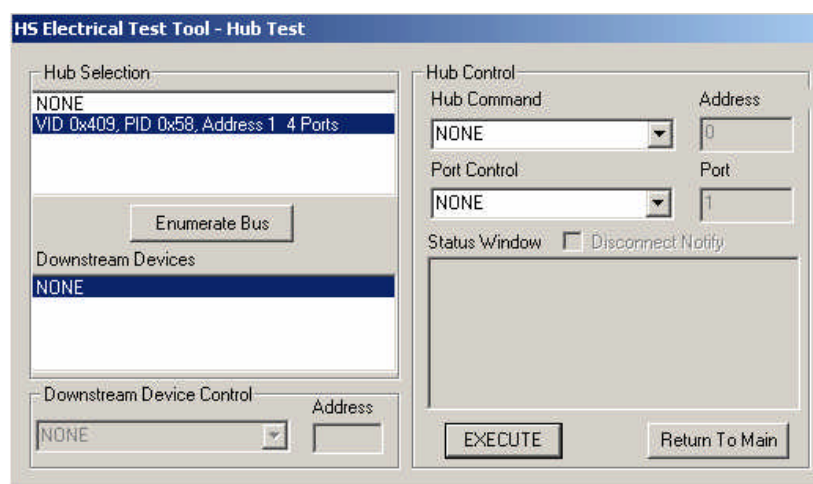 HS Electrical Test Tool - Hub Test
Hub Selection
NONE
VID 0x409, PID 0x58, Address 1 4 Ports
Enumerate Bus
Downstream Devices
NONE
Downstream Device Control
Address
NONE
Hub Control
Hub Command
Address
NONE
0
Port Control
Port
NONE
1
Status Window
Disconnect Notify
EXECUTE
Return To Main